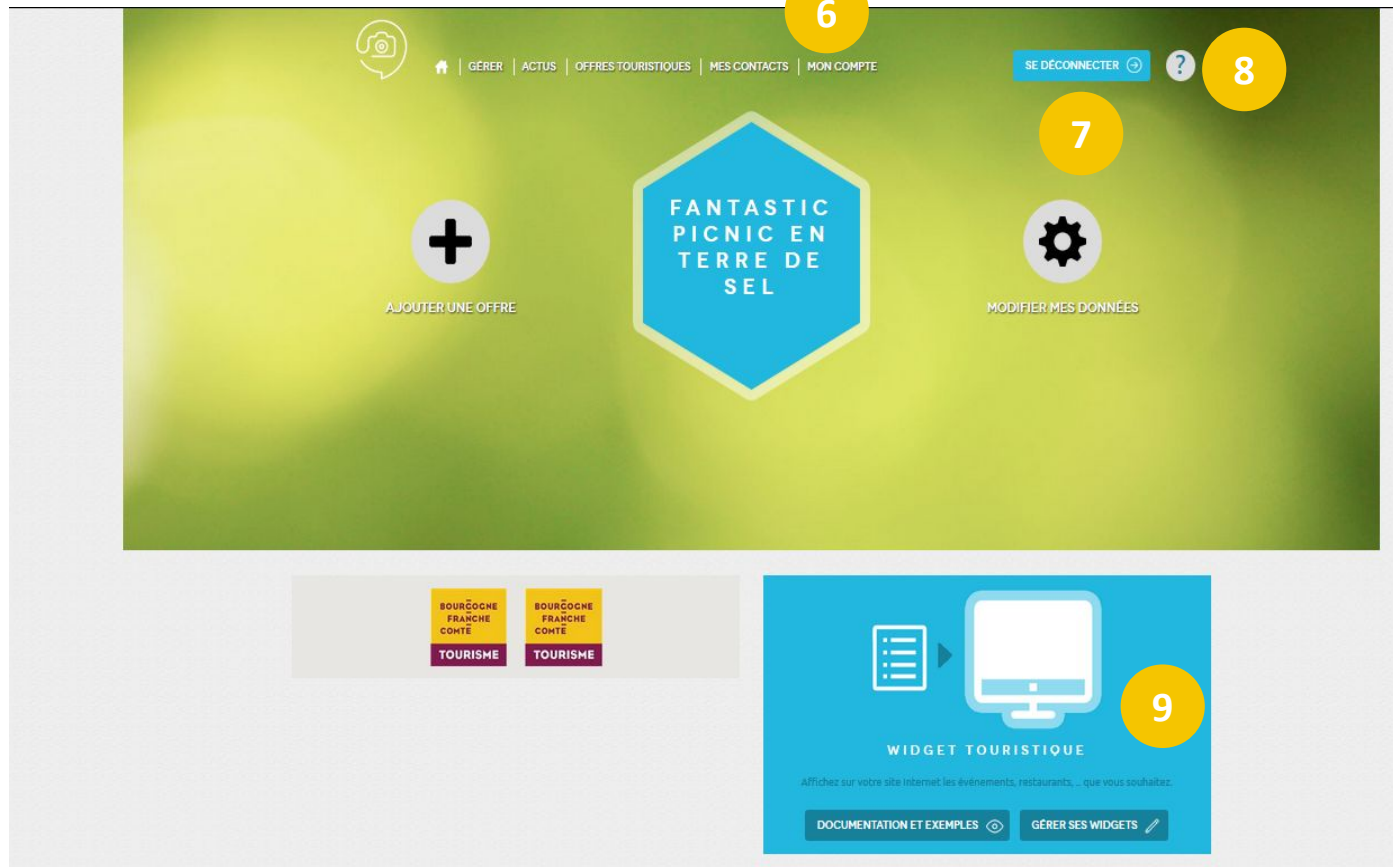 6
GÉRER | ACTUS | OFFRES TOURISTIQUES | MES CONTACTS | MON COMPTE
SE DÉCONNECTER
?
8
7
FANTASTIC
PICNIC EN
TERRE DE
SEL
AJOUTER UNE OFFRE
MODIFIER MES DONNÉES
BOURGOGNE
FRANCHE
COMTÉ
TOURISME
BOURGOGNE
FRANCHE
COMTÉ
TOURISME
9
WIDGET TOURISTIQUE
Affichez sur votre site internet les événements, restaurants, ... que vous souhaitez.
DOCUMENTATION ET EXEMPLES
GÉRER SES WIDGETS